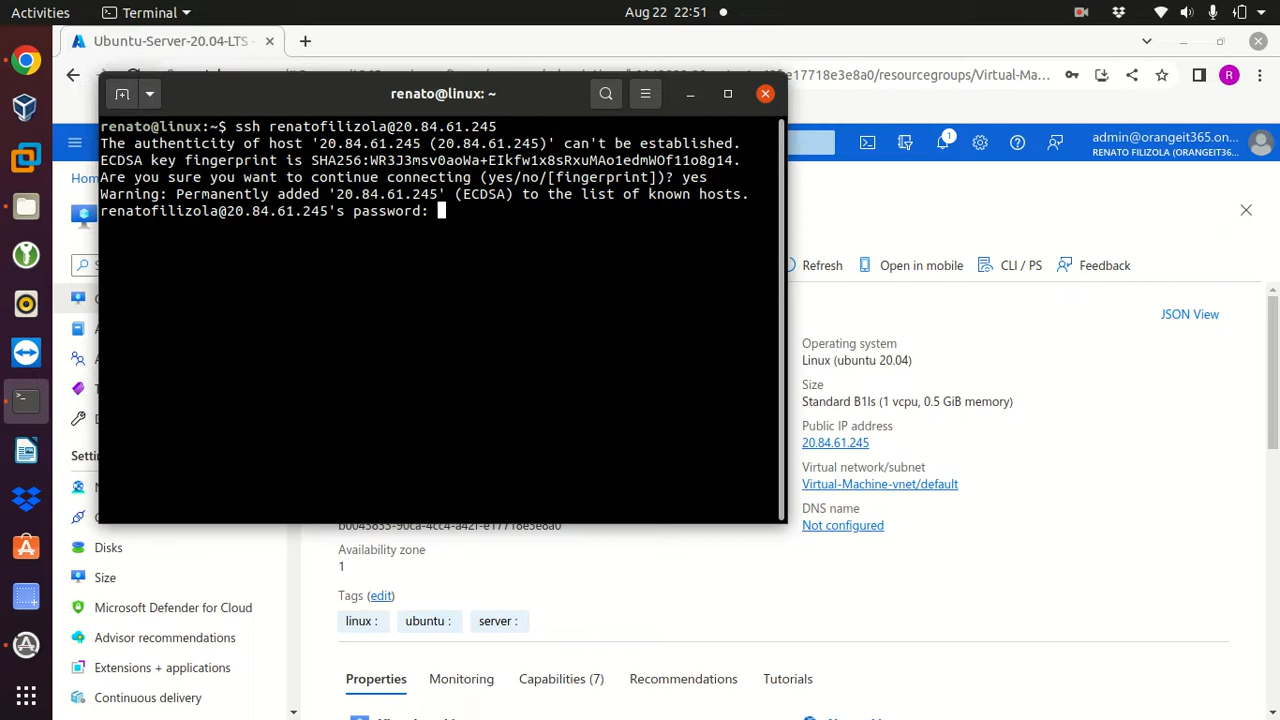 Activities
Terminal
Aug 22 22:51
Ubuntu-Server-20.04-LTS -
e17718e3e8a0/resourcegroups/Virtual-Ma...
R
renato@linux: ~
renato@linux:~$ ssh renatofilizola@20.84.61.245
The authenticity of host '20.84.61.245 (20.84.61.245)' can't be established.
ECDSA key fingerprint is SHA256:WR3J3msv0aoWa+EIkfw1x8sRxuMAo1edmWOf11o8g14.
Are you sure you want to continue connecting (yes/no/[fingerprint])? yes
Warning: Permanently added '20.84.61.245' (ECDSA) to the list of known hosts.
renatofilizola@20.84.61.245's password:
1
admin@orangeit365.on...
RENATO FILIZOLA (ORANGEIT36...
Hom
Refresh
Open in mobile
CLI / PS
Feedback
JSON View
Operating system
Linux (ubuntu 20.04)
Size
Standard B1ls (1 vcpu, 0.5 GiB memory)
Public IP address
20.84.61.245
Virtual network/subnet
Virtual-Machine-vnet/default
DNS name
Not configured
Setti
Disks
Size
Microsoft Defender for Cloud
Advisor recommendations
Extensions + applications
Continuous delivery
Availability zone
1
Tags (edit)
linux :
ubuntu :
server :
Properties
Monitoring
Capabilities (7)
Recommendations
Tutorials